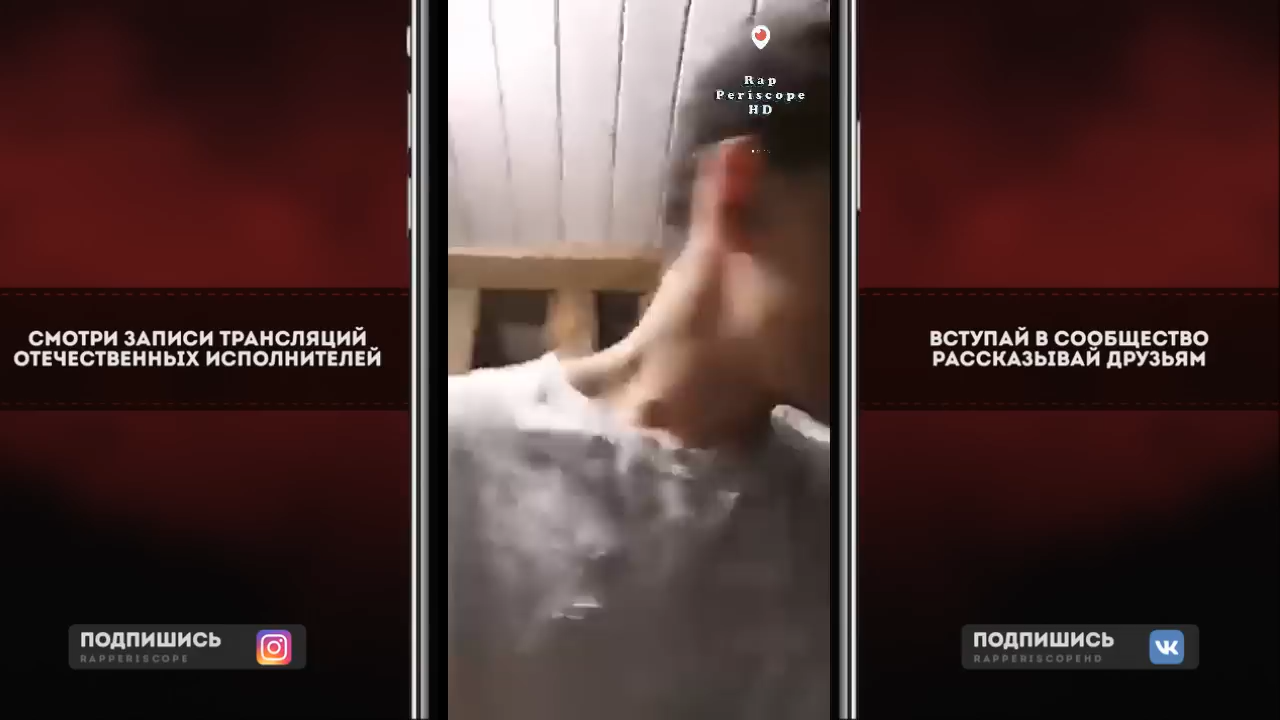 Rap
Periscope
HD
СМОТРИ ЗАПИСИ ТРАНСЛЯЦИЙ
ОТЕЧЕСТВЕННЫХ ИСПОЛНИТЕЛЕЙ
ВСТУПАЙ В СООБЩЕСТВО
РАССКАЗЫВАЙ ДРУЗЬЯМ
ПОДПИШИСЬ
RAPPERISCOPE
ПОДПИШИСЬ
RAPPERISCOPEHD